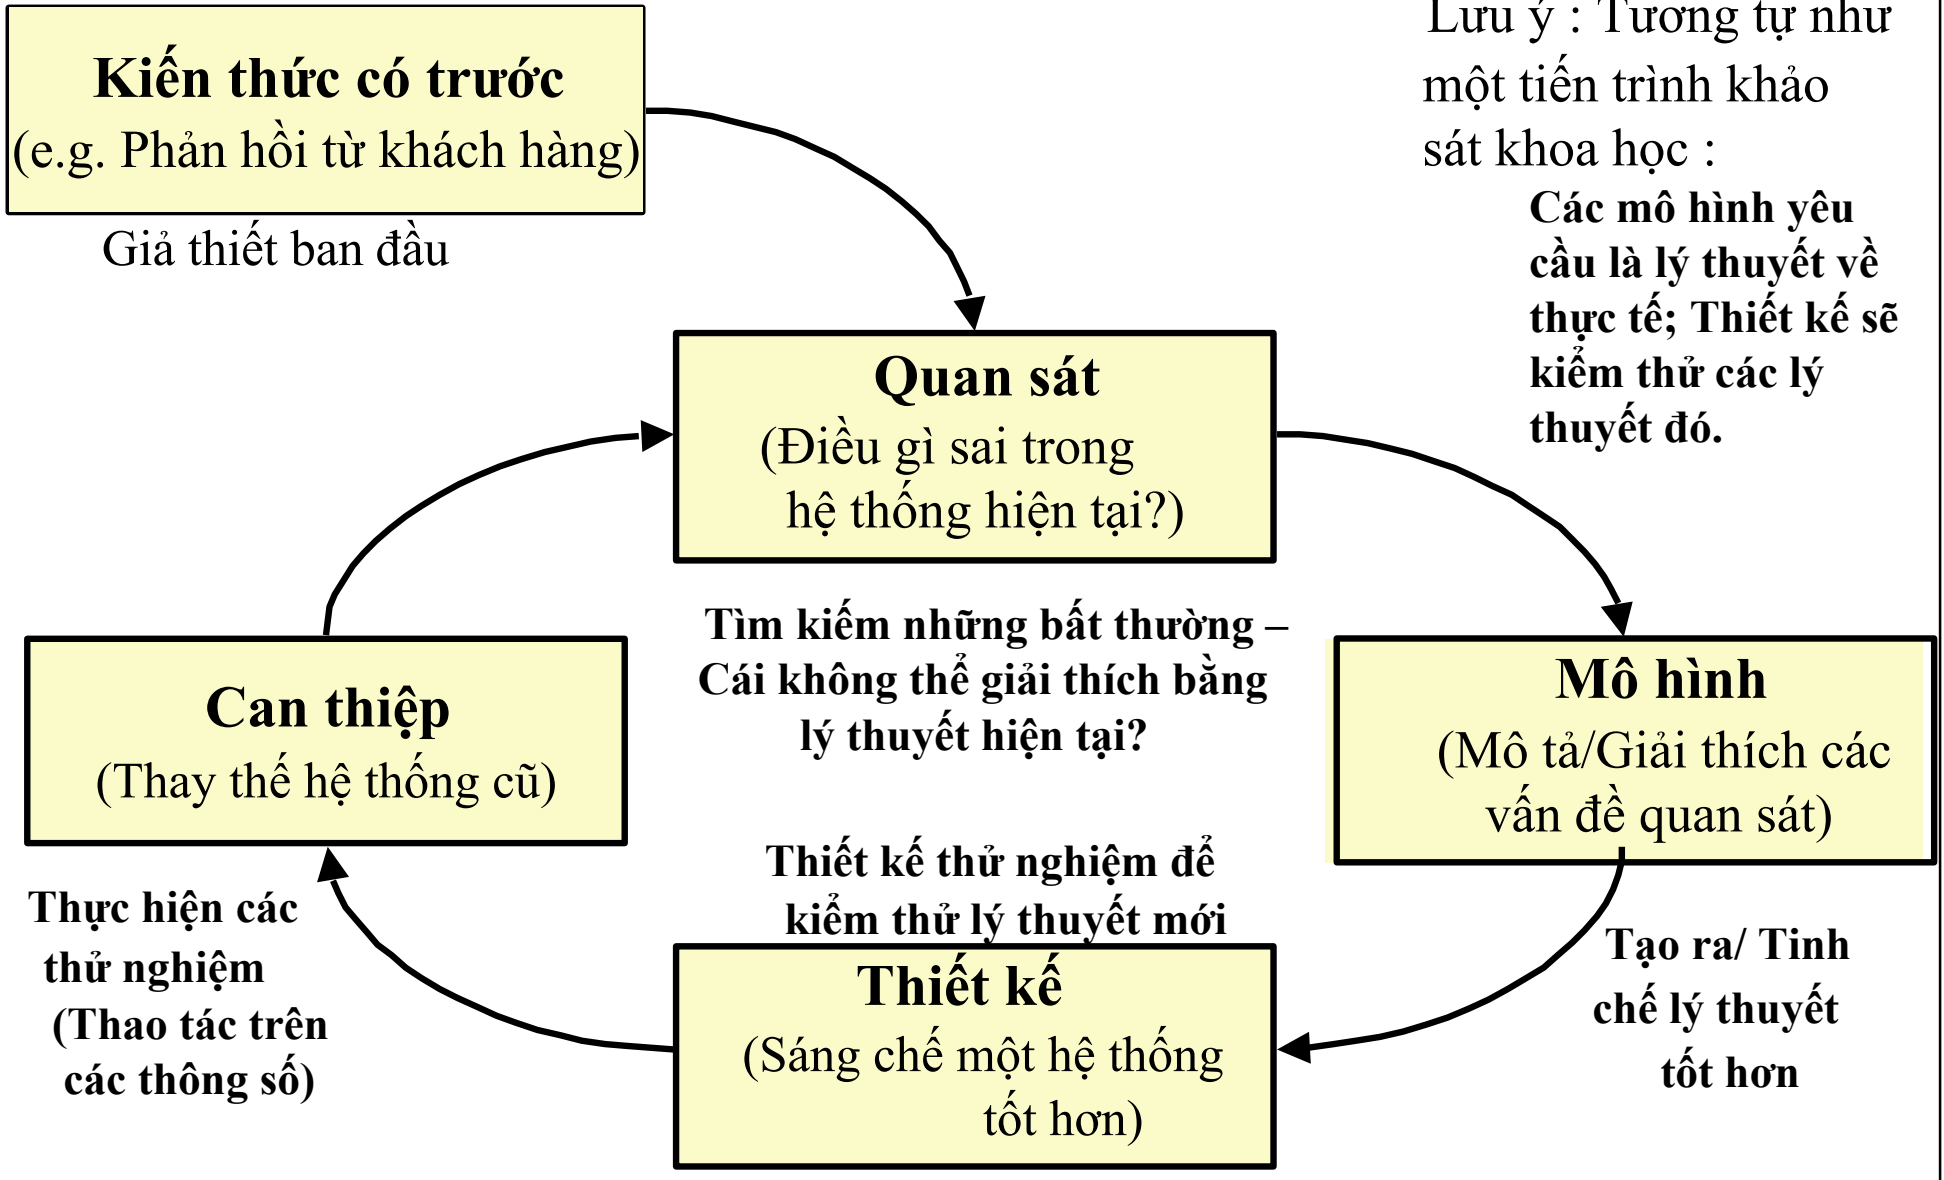 Kiến thức có trước
(e.g. Phản hồi từ khách hàng)
Giả thiết ban đầu
Lưu ý : Tương tự như
một tiến trình khảo
sát khoa học :
Các mô hình yêu
cầu là lý thuyết về
thực tế; Thiết kế sẽ
kiểm thử các lý
thuyết đó.
Quan sát
(Điều gì sai trong
hệ thống hiện tại?)
Tìm kiếm những bất thường –
Cái không thể giải thích bằng
lý thuyết hiện tại?
Mô hình
(Mô tả/Giải thích các
vấn đề quan sát)
Tạo ra/ Tinh
chế lý thuyết
tốt hơn
Thiết kế thử nghiệm để
kiểm thử lý thuyết mới
Thiết kế
(Sáng chế một hệ thống
tốt hơn)
Can thiệp
(Thay thế hệ thống cũ)
Thực hiện các
thử nghiệm
(Thao tác trên
các thông số)